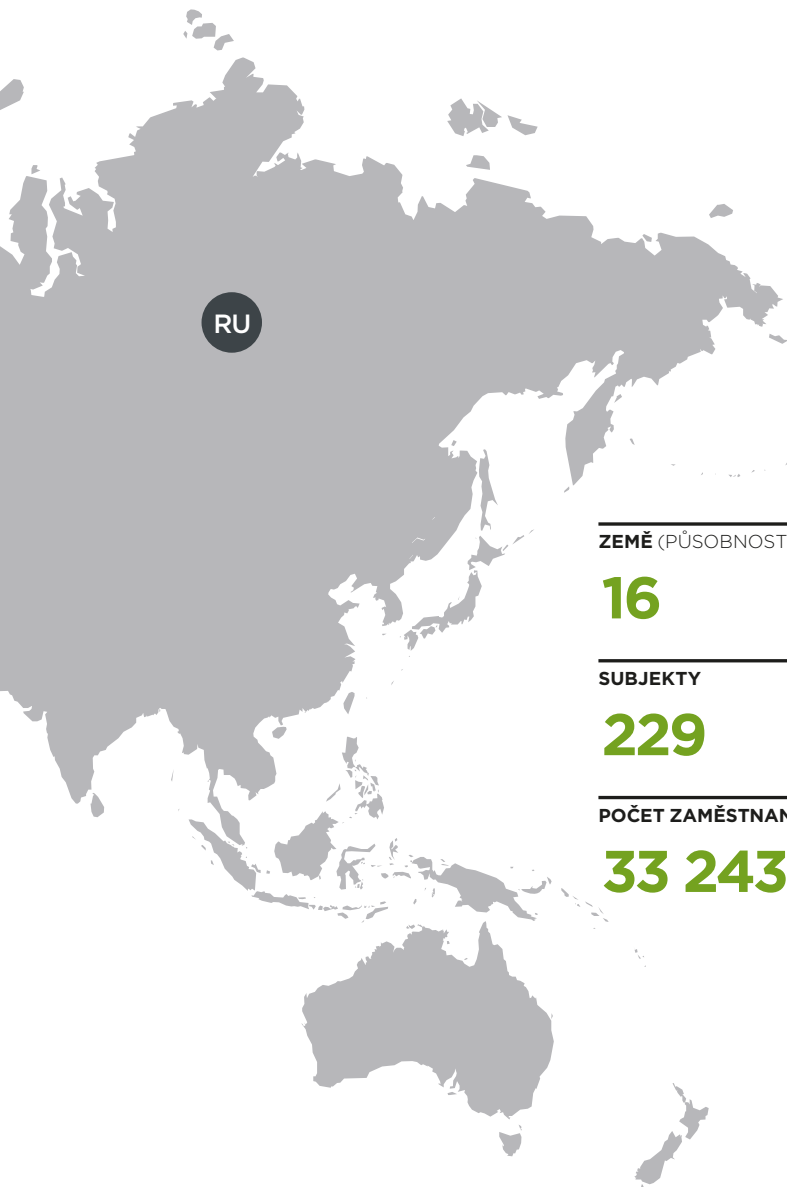 RU
ZEMĚ (PŮSOBNOST
16
SUBJEKTY
229
POČET ZAMĚSTNAN
33 243